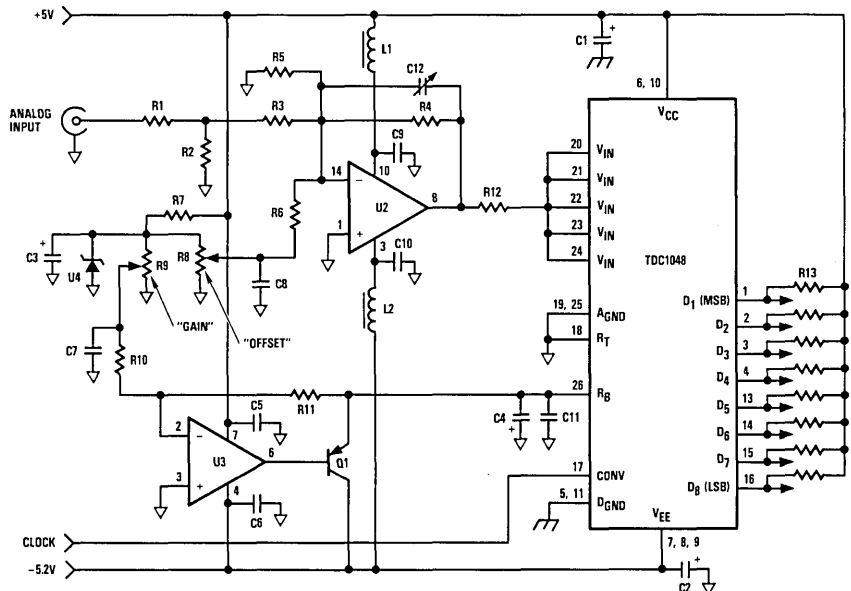 +5V
L1
C1
+
R5
C12
6, 10
VCC
ANALOG
INPUT
R1
R3
R4
R2
C9
20
VIN
21
VIN
22
VIN
23
VIN
24
VIN
14
−
10
U2
8
R12
1
+
3
C10
R7
R6
TDC1048
+
C3
U4
R9
R8
C8
R13
1
D1 (MSB)
2
D2
3
D3
4
D4
13
D5
14
D6
15
D7
16
D8 (LSB)
19, 25
AGND
18
RT
L2
"GAIN"
"OFFSET"
C7
R10
R11
26
RB
C4
+
C11
2
−
C5
7
U3
6
Q1
3
+
4
C6
17
CONV
5, 11
DGND
VEE
7, 8, 9
CLOCK
−5.2V
+
C2